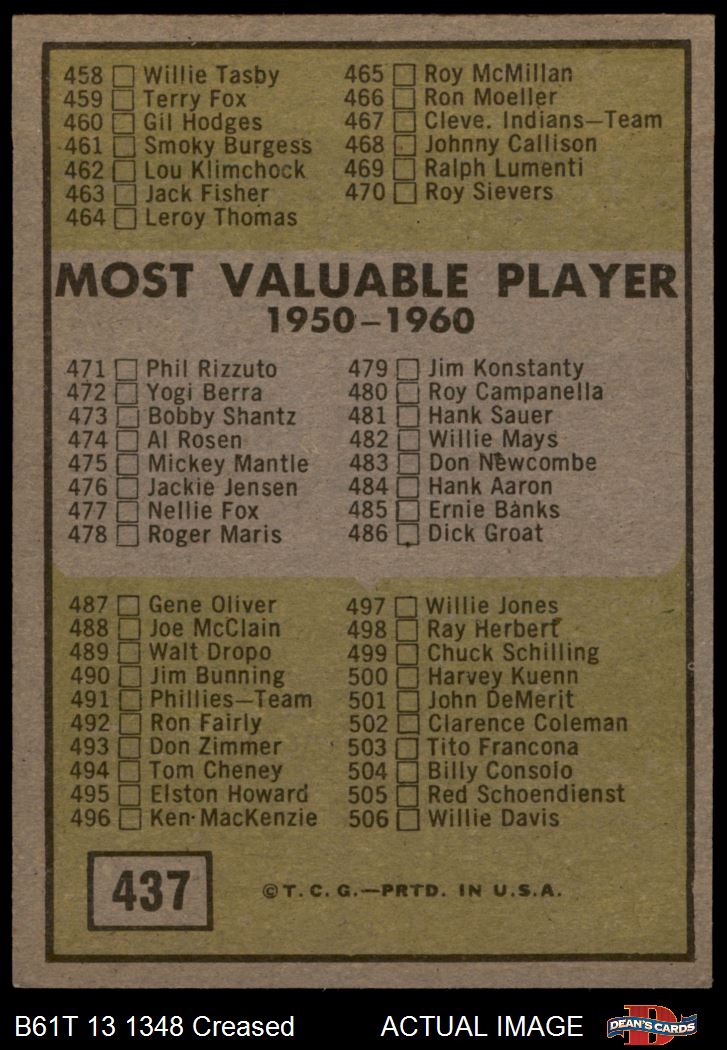 458 Willie Tasby
459 Terry Fox
460 Gil Hodges
461 Smoky Burgess
462 Lou Klimchock
463 Jack Fisher
464 Leroy Thomas
465 Roy McMillan
466 Ron Moeller
467 Cleve. Indians—Team
468 Johnny Callison
469 Ralph Lumenti
470 Roy Sievers
MOST VALUABLE PLAYER
1950–1960
471 Phil Rizzuto
472 Yogi Berra
473 Bobby Shantz
474 Al Rosen
475 Mickey Mantle
476 Jackie Jensen
477 Nellie Fox
478 Roger Maris
479 Jim Konstanty
480 Roy Campanella
481 Hank Sauer
482 Willie Mays
483 Don Newcombe
484 Hank Aaron
485 Ernie Banks
486 Dick Groat
487 Gene Oliver
488 Joe McClain
489 Walt Dropo
490 Jim Bunning
491 Phillies—Team
492 Ron Fairly
493 Don Zimmer
494 Tom Cheney
495 Elston Howard
496 Ken MacKenzie
497 Willie Jones
498 Ray Herbert
499 Chuck Schilling
500 Harvey Kuenn
501 John DeMerit
502 Clarence Coleman
503 Tito Francona
504 Billy Consolo
505 Red Schoendienst
506 Willie Davis
437
©T. C. G.—PRTD. IN U.S.A.
B61T 13 1348 Creased
ACTUAL IMAGE
D
DEAN'S CARDS